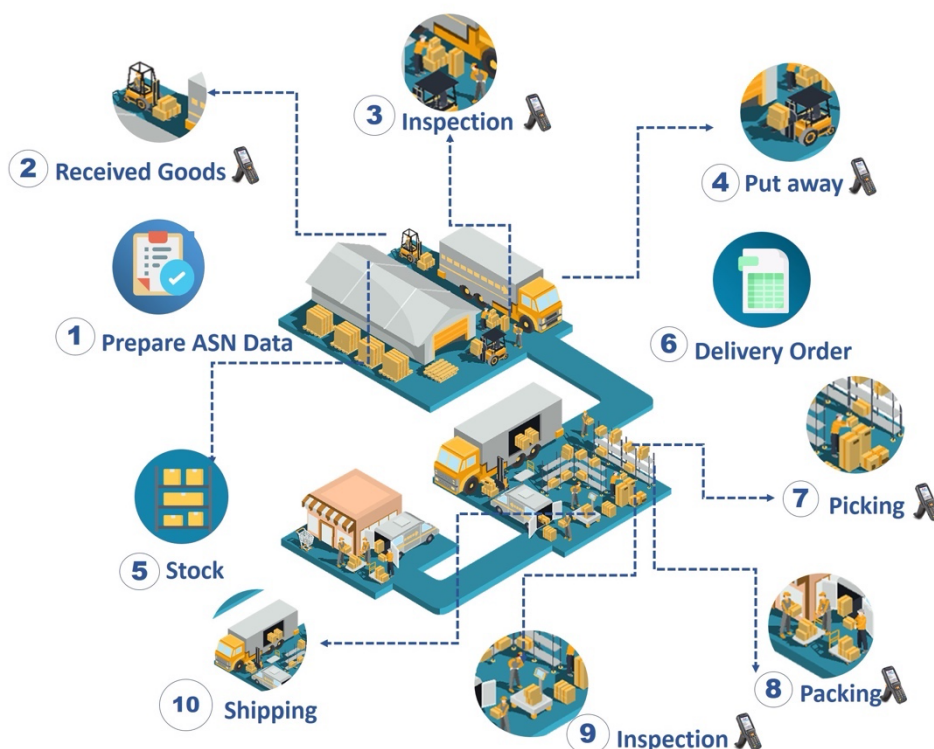 3 Inspection
2 Received Goods
4 Put away
1 Prepare ASN Data
6 Delivery Order
7 Picking
5 Stock
8 Packing
10 Shipping
9 Inspection